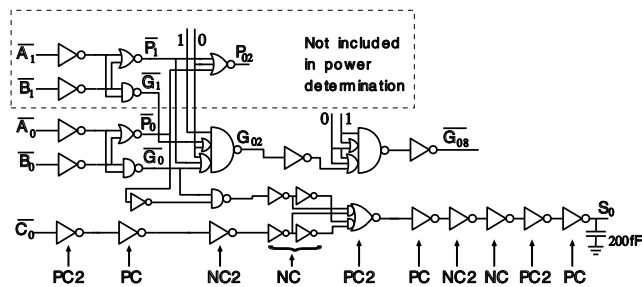 A̅₁
P̅₁
1 0
P₀₂
Not included
in power
determination
B̅₁
G̅₁
A̅₀
P̅₀
0 1
B̅₀
G̅₀
G₀₂
G̅₀₈
C̅₀
S₀
200fF
PC2 PC NC2 NC PC2 PC NC2 NC PC2 PC